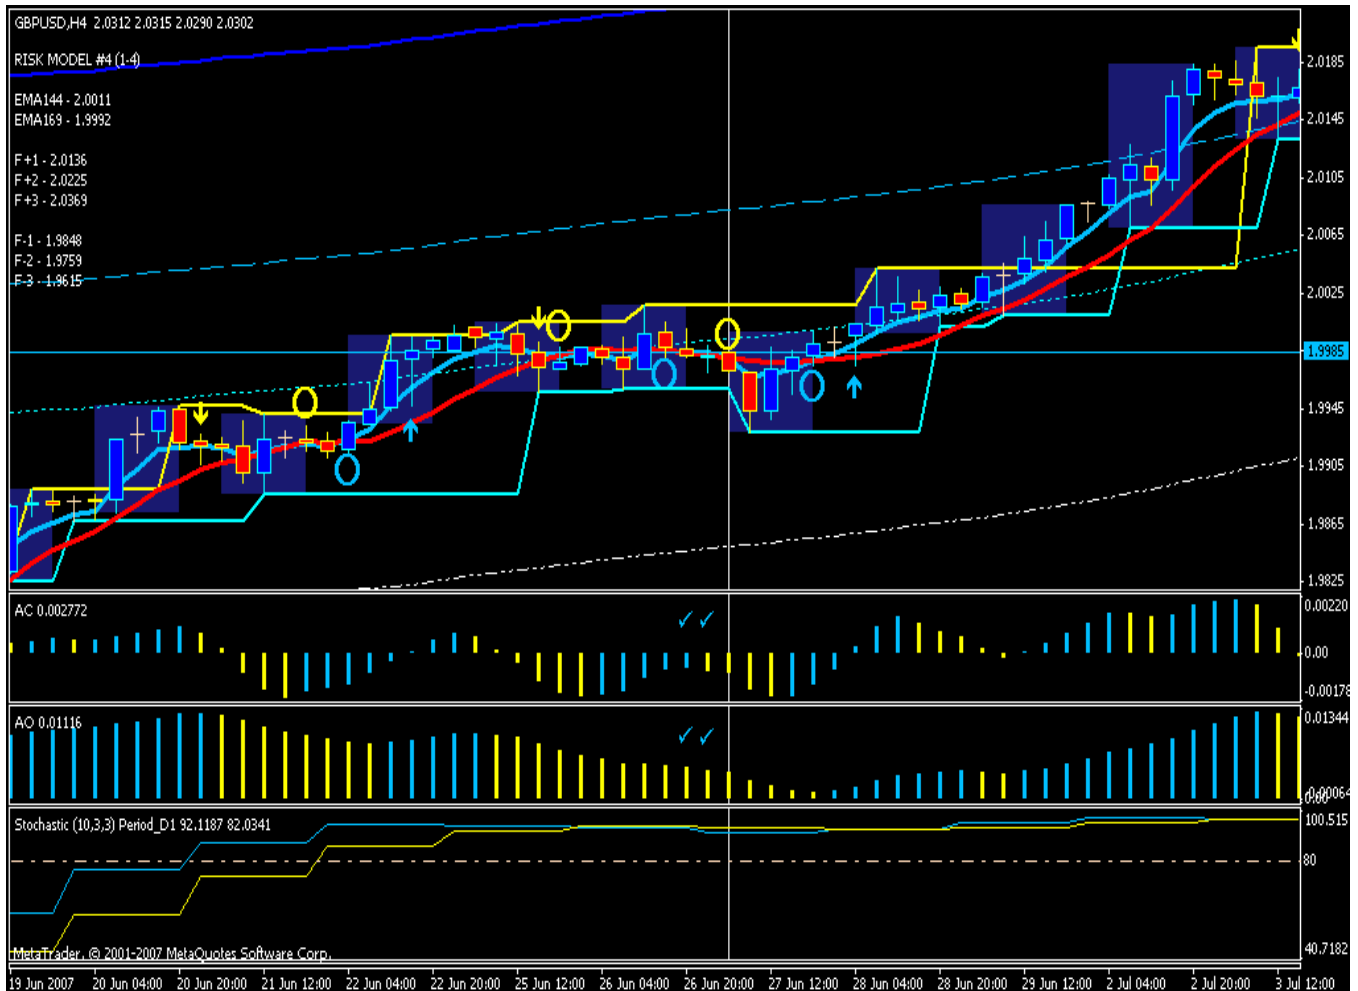 GBPUSD,H4 2.0312 2.0315 2.0290 2.0302
RISK MODEL #4 (1-4)
EMA144 - 2.0011
EMA169 - 1.9992
F+1 - 2.0136
F+2 - 2.0225
F+3 - 2.0369
F-1 - 1.9848
F-2 - 1.9759
F-3 - 1.9615
2.0185
2.0145
2.0105
2.0065
2.0025
1.9985
1.9945
1.9905
1.9865
1.9825
AC 0.002772
0.00220
0.00
-0.00178
AO 0.01116
0.01344
0.00064
Stochastic (10,3,3) Period_D1 92.1187 82.0341
100.515
80
40.7182
MetaTrader, © 2001-2007 MetaQuotes Software Corp.
19 Jun 2007 20 Jun 04:00 20 Jun 20:00 21 Jun 12:00 22 Jun 04:00 22 Jun 20:00 25 Jun 12:00 26 Jun 04:00 26 Jun 20:00 27 Jun 12:00 28 Jun 04:00 28 Jun 20:00 29 Jun 12:00 2 Jul 04:00 2 Jul 20:00 3 Jul 12:00